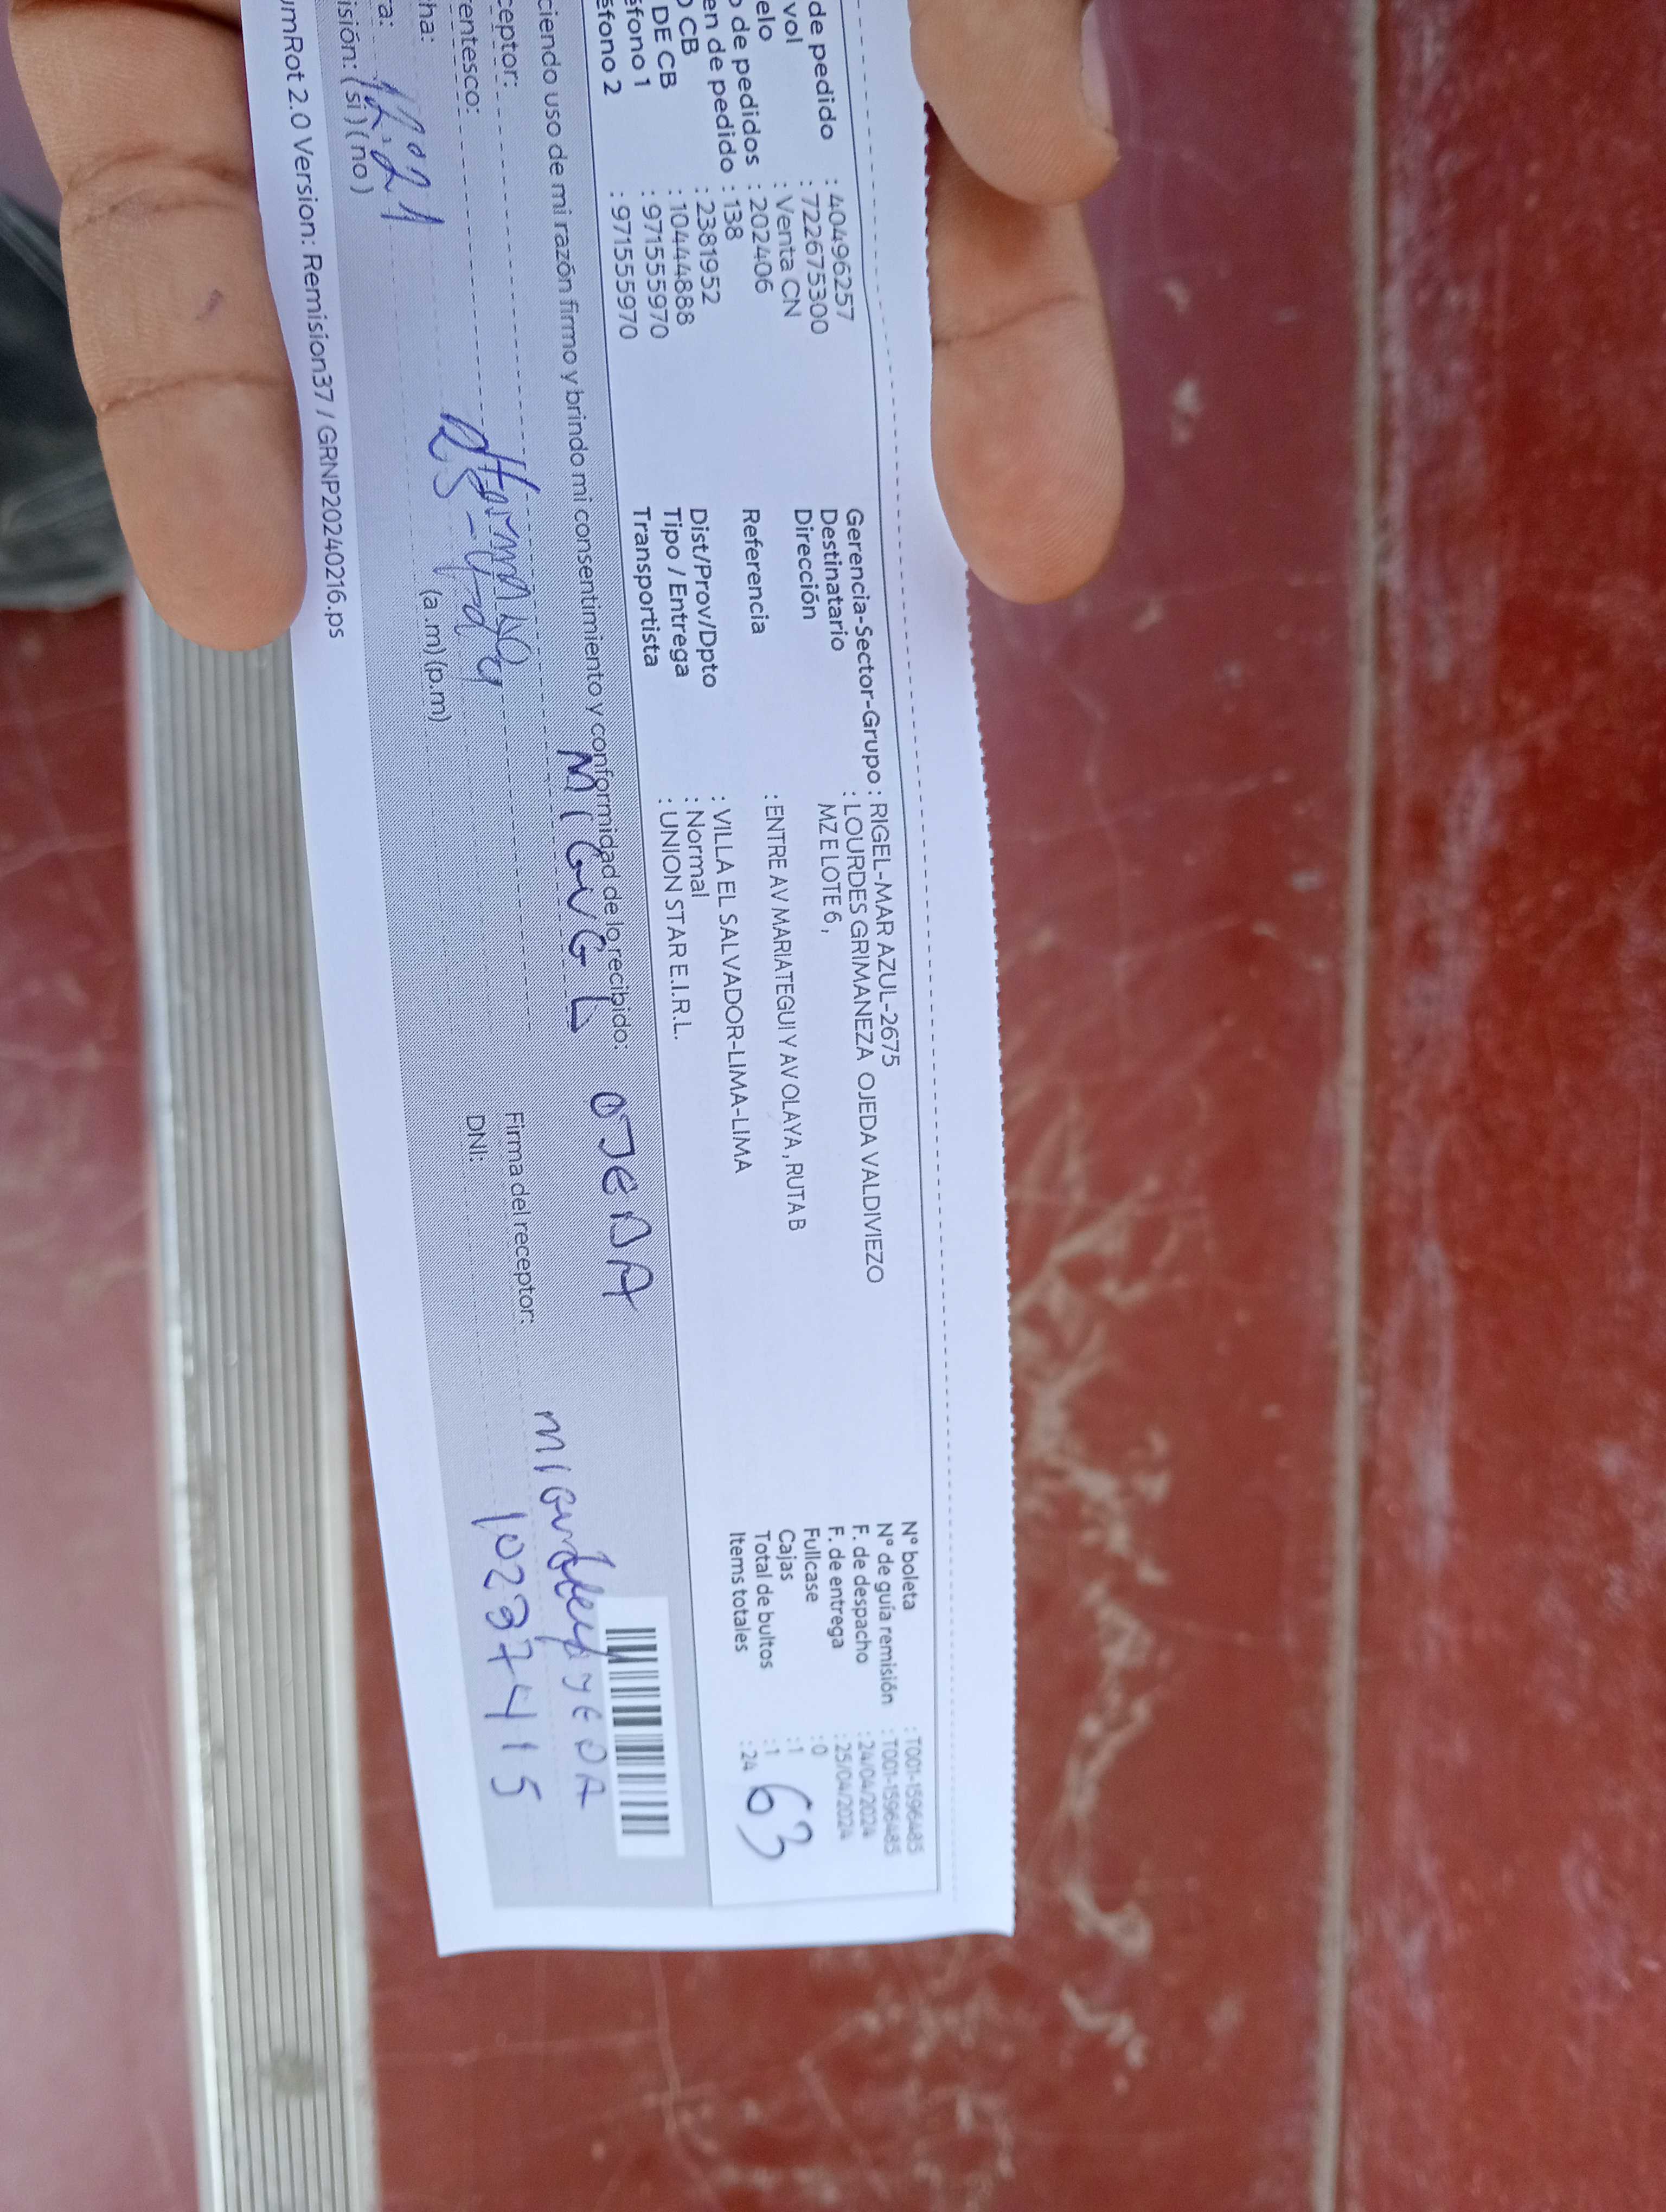 de pedido : 40496257
vol : 722675300
elo : Venta CN
o de pedidos : 202406
en de pedido : 138
O CB : 2381952
DE CB : 10444888
éfono 1 : 971555970
éfono 2 : 971555970
Gerencia-Sector-Grupo : RIGEL-MAR AZUL-2675
Destinatario : LOURDES GRIMANEZA OJEDA VALDIVIEZO
Dirección MZ E LOTE 6 ,
Referencia : ENTRE AV MARIATEGUI Y AV OLAYA , RUTA B
Dist/Prov/Dpto : VILLA EL SALVADOR-LIMA-LIMA
Tipo / Entrega : Normal
Transportista : UNION STAR E.I.R.L.
N° boleta : T001-1596485
N° de guía remisión : T001-1596485
F. de despacho : 24/04/2024
F. de entrega : 25/04/2024
Fullcase : 0
Cajas : 1
Total de bultos : 1
Items totales : 24
63
ciendo uso de mi razón firmo y brindo mi consentimiento y conformidad de lo recibido:
ceptor: MIGUEL OJEDA
entesco:
ha: 25-
ra: 12:21 (a.m) (p.m)
isión: ( si ) ( no )
Firma del receptor:
DNI: 10237415
umRot 2.0 Version: Remision37 / GRNP20240216.ps